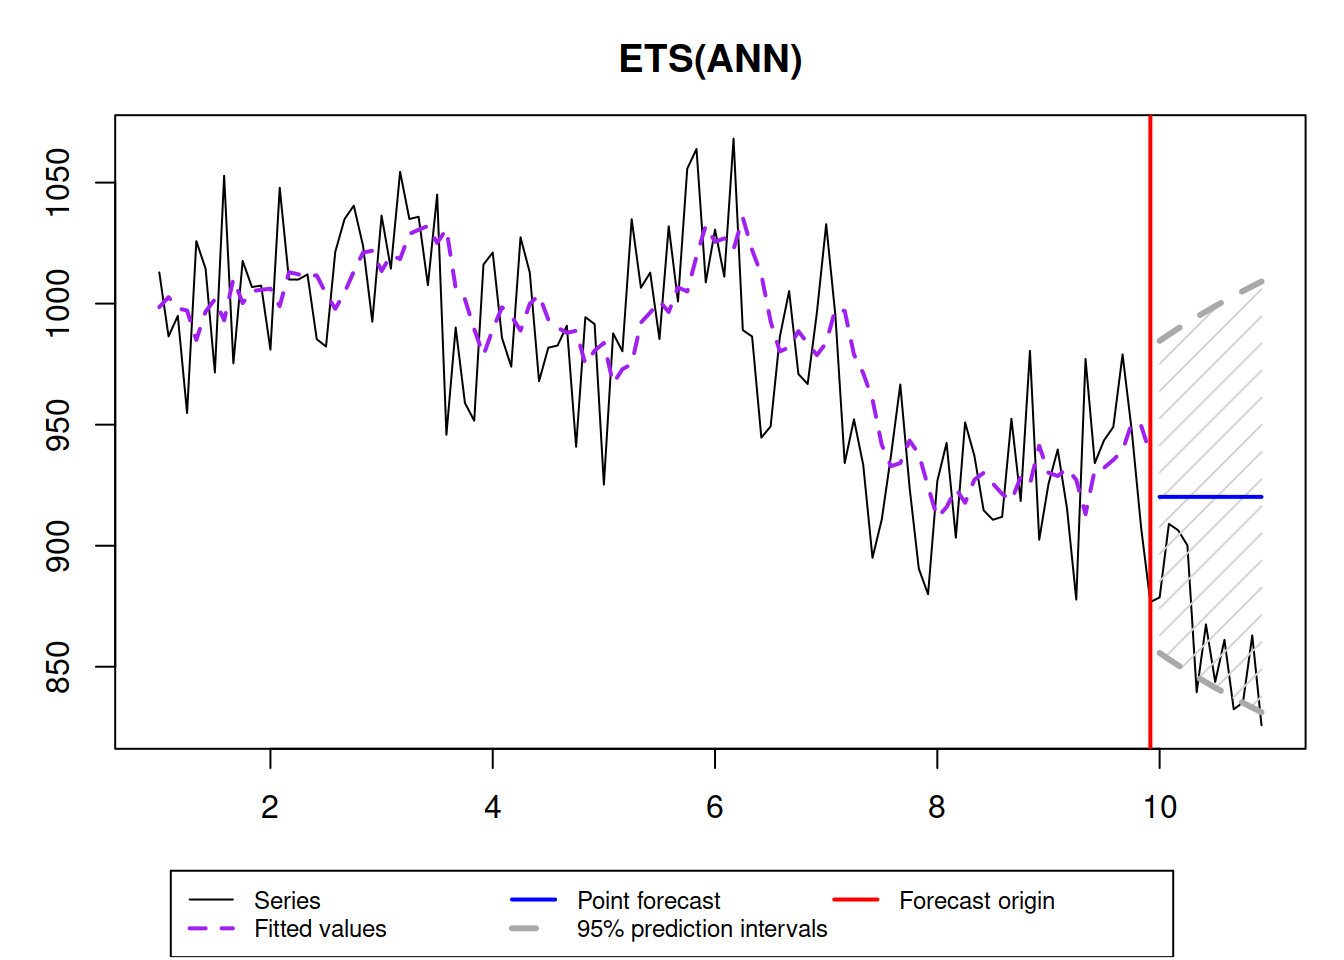 ETS(ANN)
1050
1000
950
900
850
2 4 6 8 10
Series Point forecast Forecast origin
Fitted values 95% prediction intervals